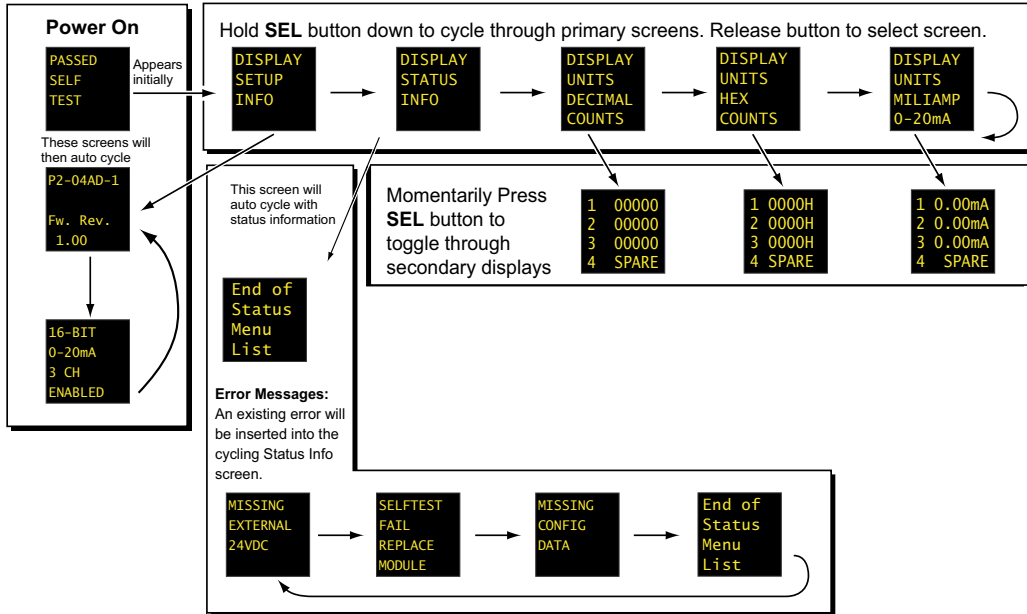 Power On
PASSED
SELF
TEST
Appears
initially
These screens will
then auto cycle
P2-04AD-1
Fw. Rev.
1.00
16-BIT
0-20mA
3 CH
ENABLED
Hold SEL button down to cycle through primary screens. Release button to select screen.
DISPLAY
SETUP
INFO
DISPLAY
STATUS
INFO
DISPLAY
UNITS
DECIMAL
COUNTS
DISPLAY
UNITS
HEX
COUNTS
DISPLAY
UNITS
MILIAMP
0-20mA
Momentarily Press
SEL button to
toggle through
secondary displays
1 00000
2 00000
3 00000
4 SPARE
1 0000H
2 0000H
3 0000H
4 SPARE
1 0.00mA
2 0.00mA
3 0.00mA
4 SPARE
This screen will
auto cycle with
status information
End of
Status
Menu
List
Error Messages:
An existing error will
be inserted into the
cycling Status Info
screen.
MISSING
EXTERNAL
24VDC
SELFTEST
FAIL
REPLACE
MODULE
MISSING
CONFIG
DATA
End of
Status
Menu
List